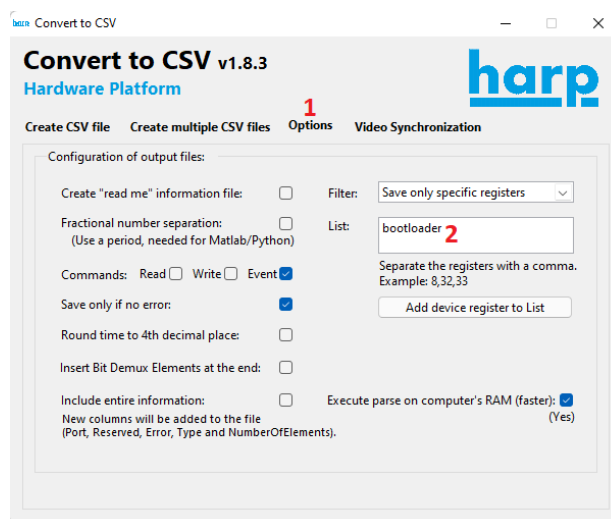 harp Convert to CSV
Convert to CSV v1.8.3
Hardware Platform
harp
1
Create CSV file Create multiple CSV files Options Video Synchronization
Configuration of output files:
Create "read me" information file:
Filter: Save only specific registers
Fractional number separation:
(Use a period, needed for Matlab/Python)
List: bootloader 2
Commands: Read Write Event
Separate the registers with a comma.
Example: 8,32,33
Save only if no error:
Add device register to List
Round time to 4th decimal place:
Insert Bit Demux Elements at the end:
Include entire information:
Execute parse on computer's RAM (faster):
(Yes)
New columns will be added to the file
(Port, Reserved, Error, Type and NumberOfElements).